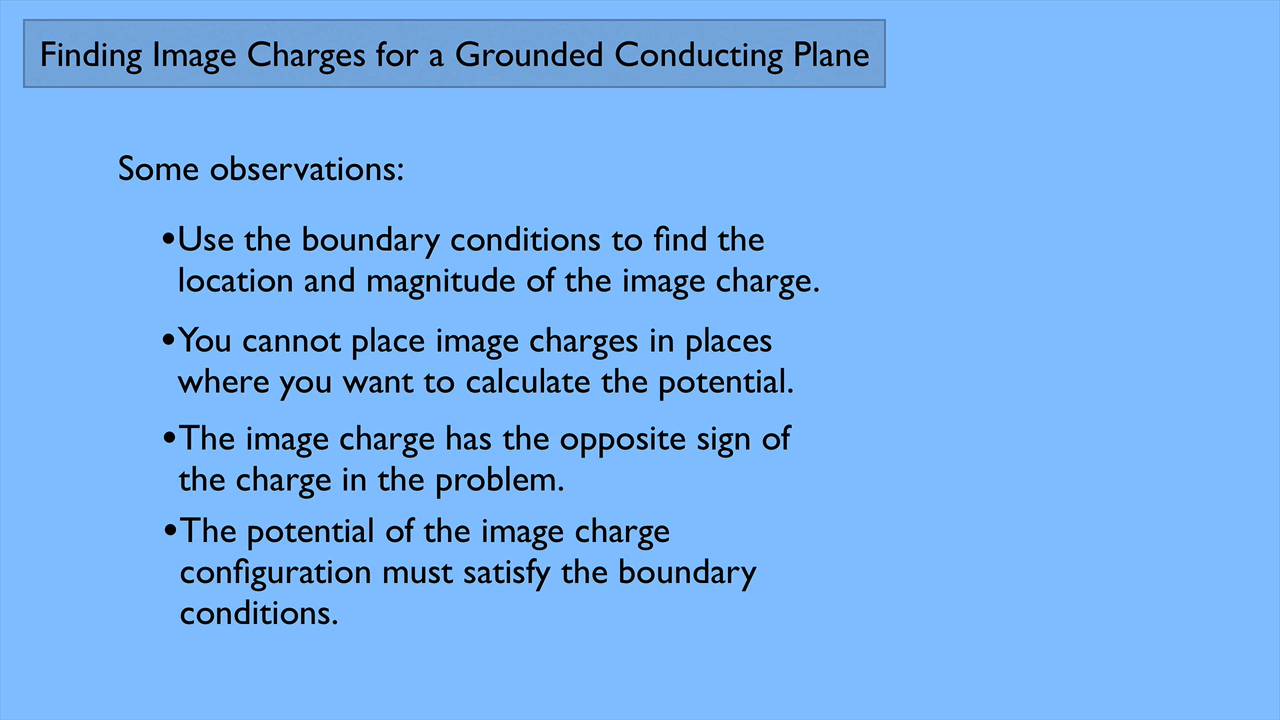 Finding Image Charges for a Grounded Conducting Plane
Some observations:
•Use the boundary conditions to find the
location and magnitude of the image charge.
•You cannot place image charges in places
where you want to calculate the potential.
•The image charge has the opposite sign of
the charge in the problem.
•The potential of the image charge
configuration must satisfy the boundary
conditions.